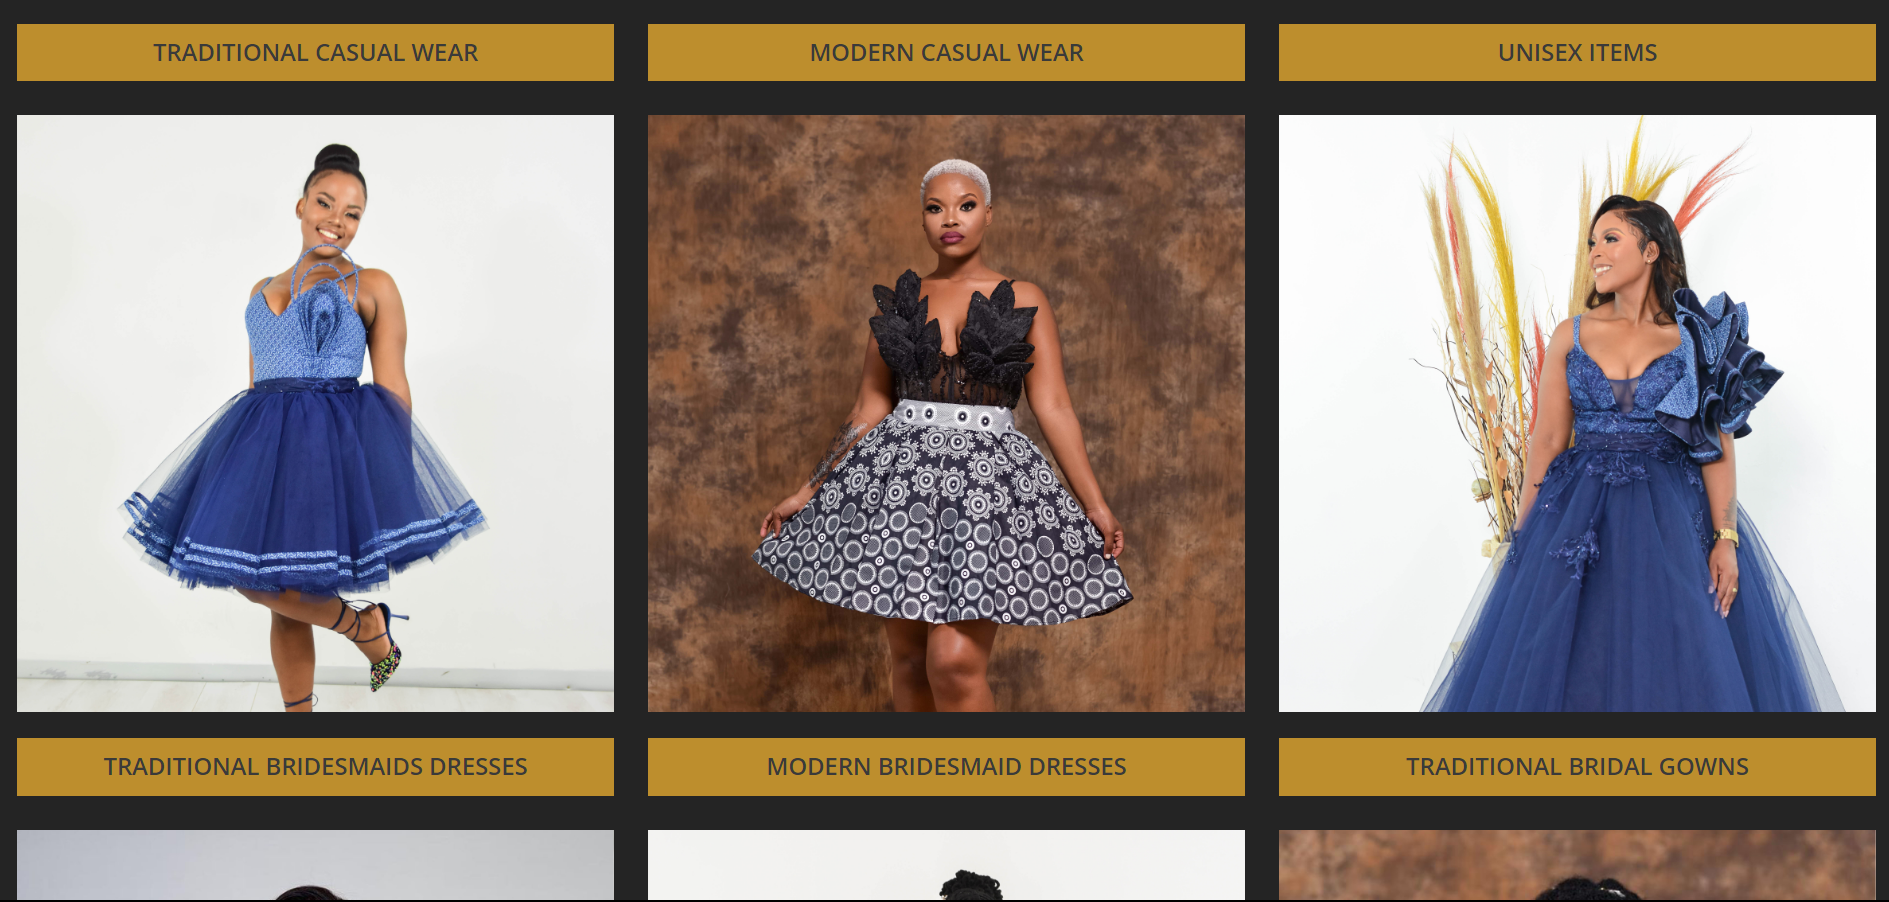 TRADITIONAL CASUAL WEAR
MODERN CASUAL WEAR
UNISEX ITEMS
TRADITIONAL BRIDESMAIDS DRESSES
MODERN BRIDESMAID DRESSES
TRADITIONAL BRIDAL GOWNS